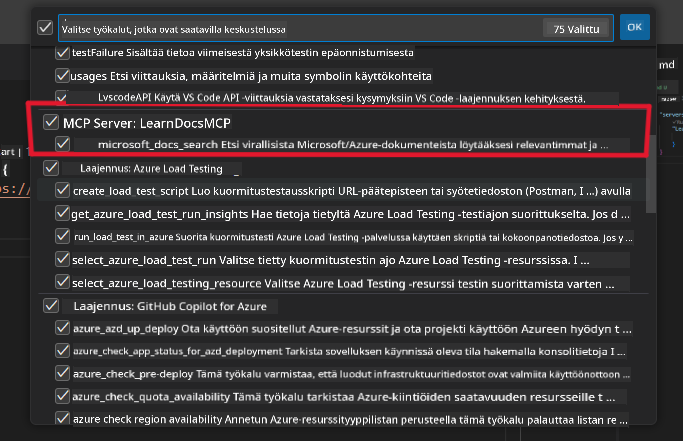 Valitse työkalut, jotka ovat saatavilla keskustelussa
75 Valittu
OK
testFailure Sisältää tietoa viimeisestä yksikkötestin epäonnistumisesta
usages Etsi viittauksia, määritelmiä ja muita symbolin käyttökohteita
LvscodeAPI Käytä VS Code API -viittauksia vastataksesi kysymyksiin VS Code -laajennuksen kehityksestä.
MCP Server: LearnDocsMCP
microsoft_docs_search Etsi virallisista Microsoft/Azure-dokumenteista löytääksesi relevantimmat ja ...
Laajennus: Azure Load Testing
create_load_test_script Luo kuormitustestausskripti URL-päätepisteen tai syötetiedoston (Postman, I ...) avulla
get_azure_load_test_run_insights Hae tietoja tietyltä Azure Load Testing -testiajon suoritukselta. Jos d ...
run_load_test_in_azure Suorita kuormitustesti Azure Load Testing -palvelussa käyttäen skriptiä tai kokoonpanotiedostoa. Jos y ...
select_azure_load_test_run Valitse tietty kuormitustestin ajo Azure Load Testing -resurssissa. I ...
select_azure_load_testing_resource Valitse Azure Load Testing -resurssi testin suorittamista varten ...
Laajennus: GitHub Copilot for Azure
azure_azd_up_deploy Ota käyttöön suositellut Azure-resurssit ja ota projekti käyttöön Azureen hyödyn t ...
azure_check_app_status_for_azd_deployment Tarkista sovelluksen käynnissä oleva tila hakemalla konsolitietoja I ...
azure_check_pre-deploy Tämä työkalu varmistaa, että luodut infrastruktuuritiedostot ovat valmiita käyttöönottoon ...
azure_check_quota_availability Tämä työkalu tarkistaa Azure-kiintiöiden saatavuuden resursseille t ...
azure check region availability Annetun Azure-resurssityyppilistan perusteella tämä työkalu palauttaa listan re ...
md
art |
{
s://
"servers